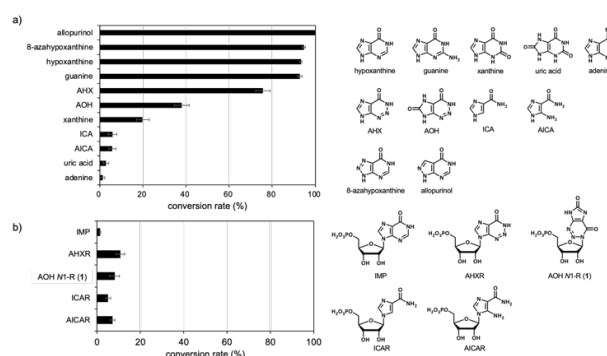 a)
allopurinol
8-azahypoxanthine
hypoxanthine
guanine
AHX
AOH
xanthine
ICA
AICA
uric acid
adenine
0 20 40 60 80 100
conversion rate (%)
hypoxanthine guanine xanthine uric acid adenin
AHX AOH ICA AICA
8-azahypoxanthine allopurinol
b)
IMP
AHXR
AOH N1-R (1)
ICAR
AICAR
0 20 40 60 80 100
conversion rate (%)
IMP AHXR AOH N1-R (1)
ICAR AICAR